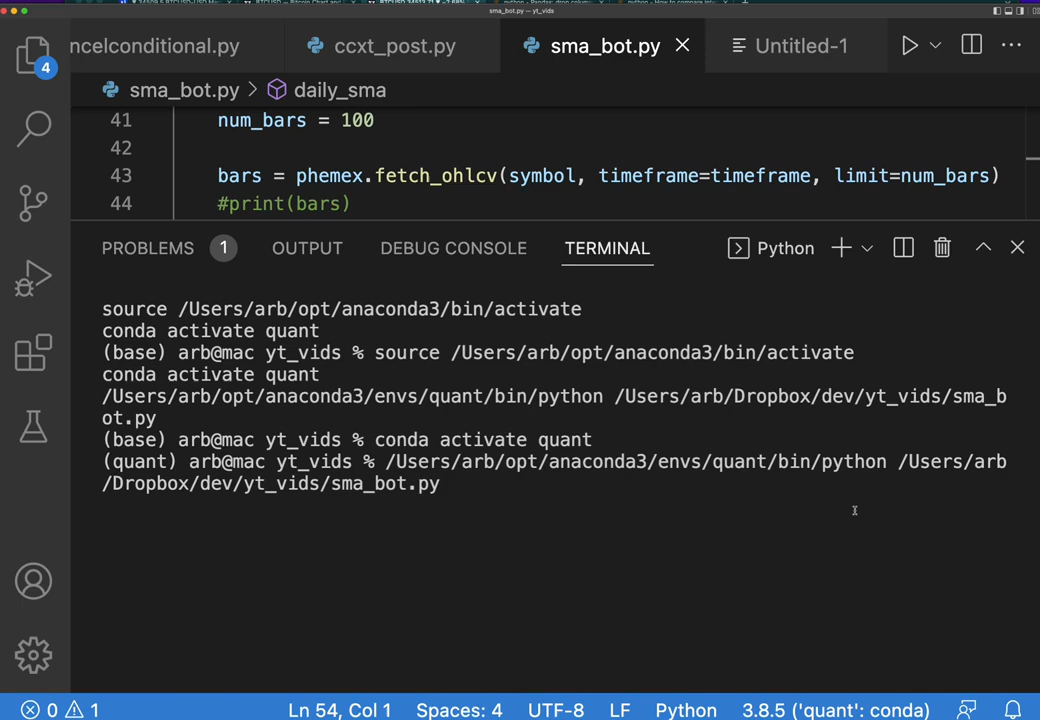 sma_bot.py — yt_vids
ncelconditional.py
ccxt_post.py
sma_bot.py
Untitled-1
4
sma_bot.py > daily_sma
41 num_bars = 100
42
43 bars = phemex.fetch_ohlcv(symbol, timeframe=timeframe, limit=num_bars)
44 #print(bars)
PROBLEMS 1 OUTPUT DEBUG CONSOLE TERMINAL Python
source /Users/arb/opt/anaconda3/bin/activate
conda activate quant
(base) arb@mac yt_vids % source /Users/arb/opt/anaconda3/bin/activate
conda activate quant
/Users/arb/opt/anaconda3/envs/quant/bin/python /Users/arb/Dropbox/dev/yt_vids/sma_b
ot.py
(base) arb@mac yt_vids % conda activate quant
(quant) arb@mac yt_vids % /Users/arb/opt/anaconda3/envs/quant/bin/python /Users/arb
/Dropbox/dev/yt_vids/sma_bot.py
0 1 Ln 54, Col 1 Spaces: 4 UTF-8 LF Python 3.8.5 ('quant': conda)